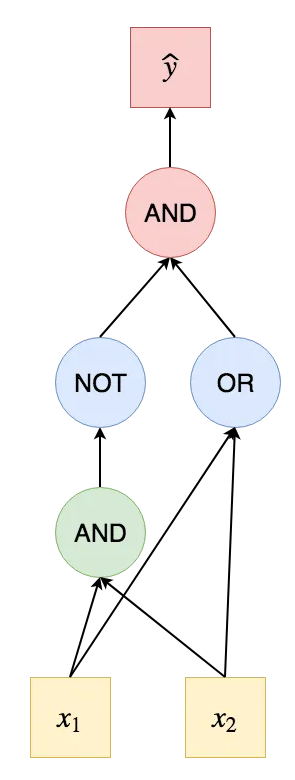 ŷ
AND
NOT OR
AND
x₁ x₂